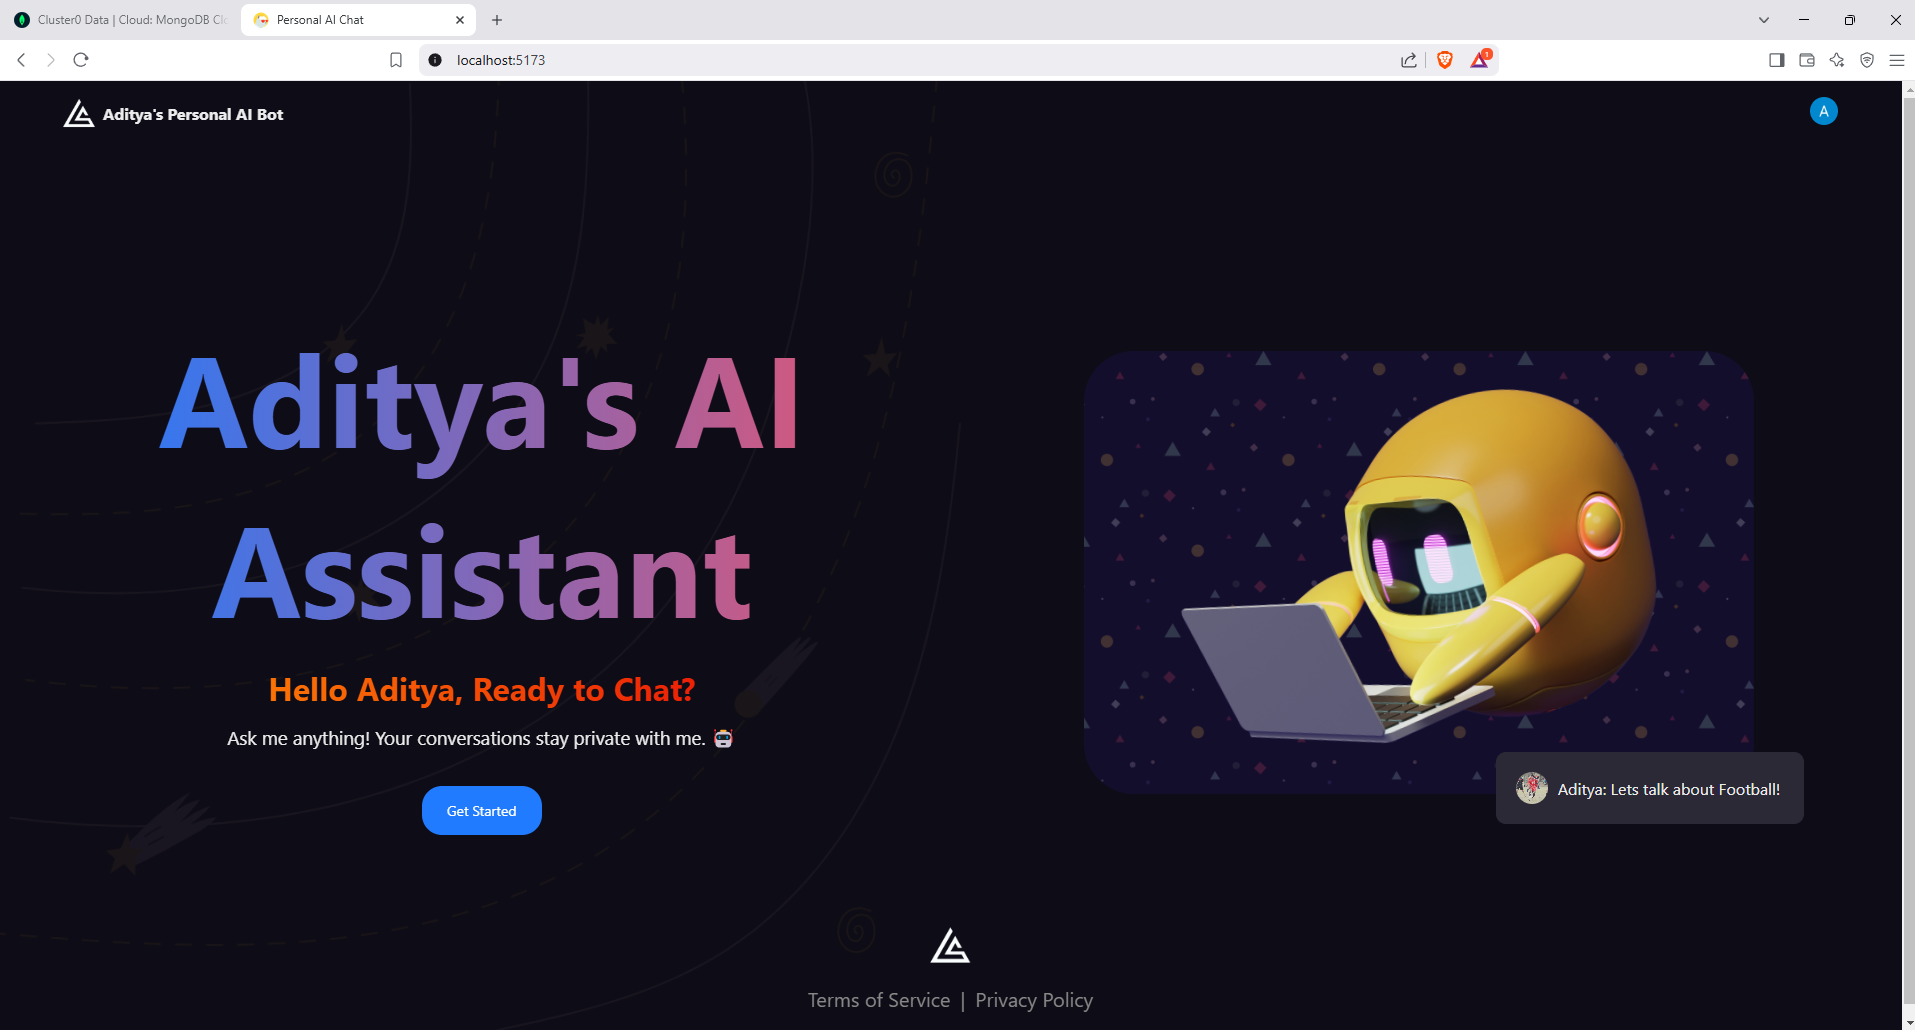 Cluster0 Data | Cloud: MongoDB Clo
Personal AI Chat
localhost:5173
1
Aditya's Personal AI Bot
A
Aditya's AI
Assistant
Hello Aditya, Ready to Chat?
Ask me anything! Your conversations stay private with me. 🤖
Get Started
Aditya: Lets talk about Football!
Terms of Service | Privacy Policy